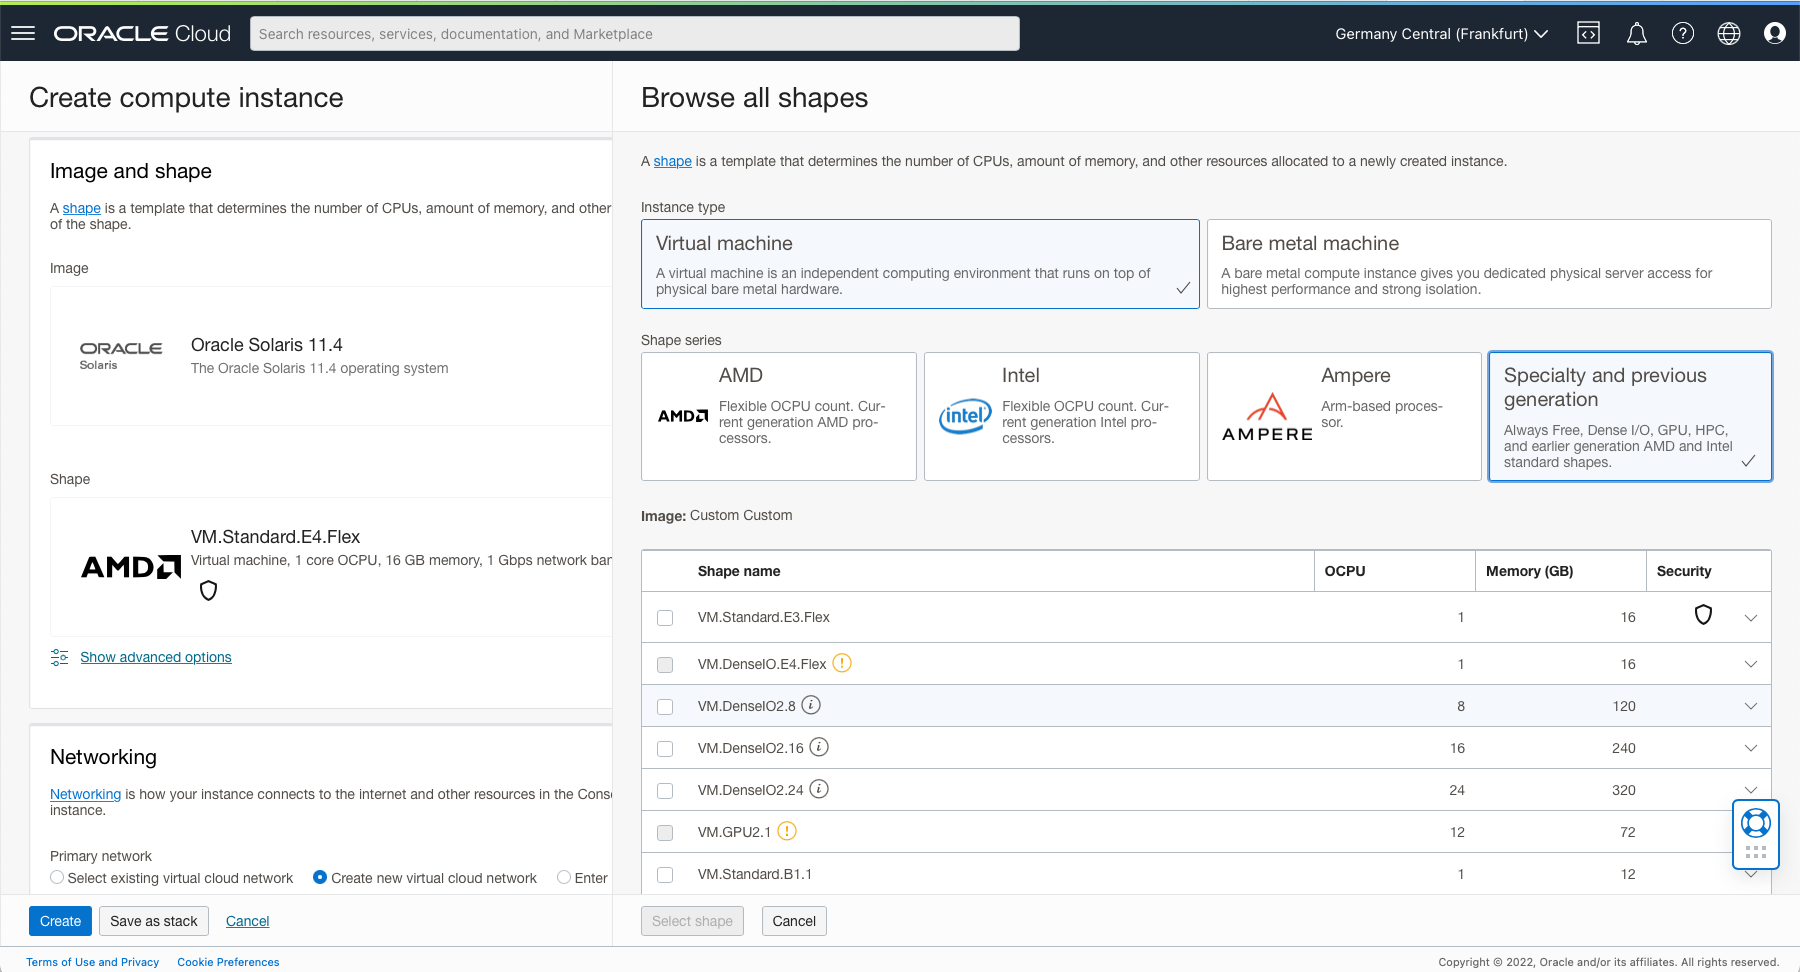 ORACLE Cloud
Search resources, services, documentation, and Marketplace
Germany Central (Frankfurt)
Create compute instance
Image and shape
A shape is a template that determines the number of CPUs, amount of memory, and other
of the shape.
Image
ORACLE
Solaris
Oracle Solaris 11.4
The Oracle Solaris 11.4 operating system
Shape
AMD
VM.Standard.E4.Flex
Virtual machine, 1 core OCPU, 16 GB memory, 1 Gbps network bar
Show advanced options
Networking
Networking is how your instance connects to the internet and other resources in the Cons
instance.
Primary network
Select existing virtual cloud network
Create new virtual cloud network
Enter
Create
Save as stack
Cancel
Browse all shapes
A shape is a template that determines the number of CPUs, amount of memory, and other resources allocated to a newly created instance.
Instance type
Virtual machine
A virtual machine is an independent computing environment that runs on top of
physical bare metal hardware.
Bare metal machine
A bare metal compute instance gives you dedicated physical server access for
highest performance and strong isolation.
Shape series
AMD
AMD
Flexible OCPU count. Cur-
rent generation AMD pro-
cessors.
intel
Intel
Flexible OCPU count. Cur-
rent generation Intel pro-
cessors.
AMPERE
Ampere
Arm-based proces-
sor.
Specialty and previous
generation
Always Free, Dense I/O, GPU, HPC,
and earlier generation AMD and Intel
standard shapes.
Image: Custom Custom
Shape name OCPU Memory (GB) Security
VM.Standard.E3.Flex 1 16
VM.DenseIO.E4.Flex 1 16
VM.DenseIO2.8 8 120
VM.DenseIO2.16 16 240
VM.DenseIO2.24 24 320
VM.GPU2.1 12 72
VM.Standard.B1.1 1 12
Select shape
Cancel
Terms of Use and Privacy
Cookie Preferences
Copyright © 2022, Oracle and/or its affiliates. All rights reserved.